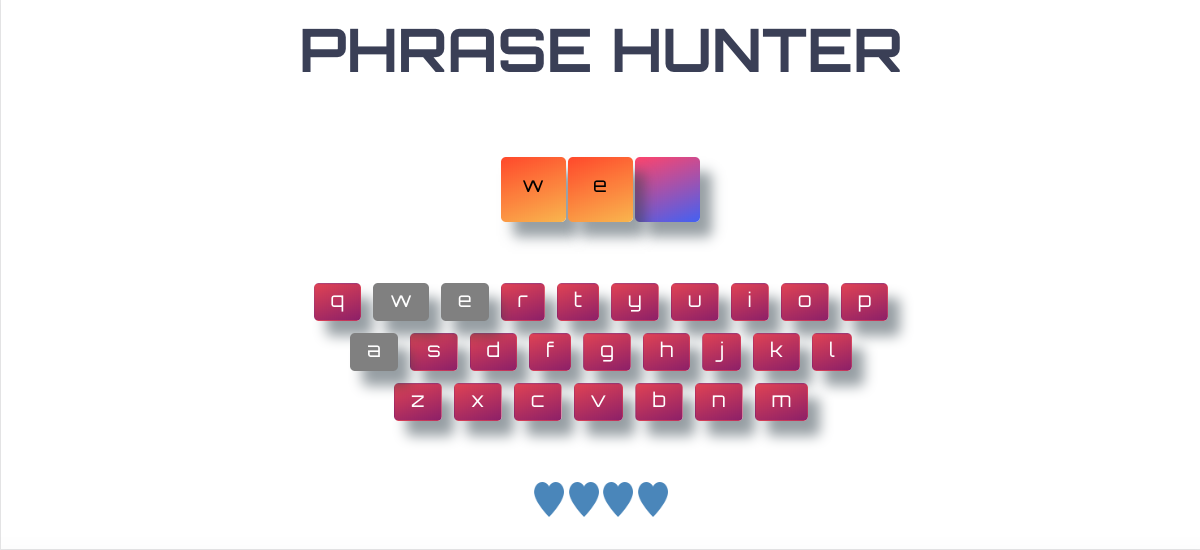 PHRASE HUNTER
w e
q w e r t y u i o p
a s d f g h j k l
z x c v b n m